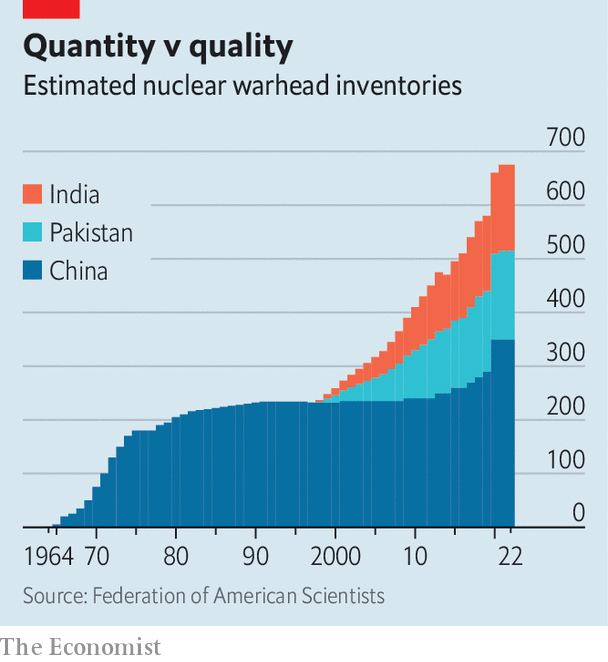 Quantity v quality
Estimated nuclear warhead inventories
700
600
500
400
300
200
100
0
India
Pakistan
China
1964 70 80 90 2000 10 22
Source: Federation of American Scientists
The Economist